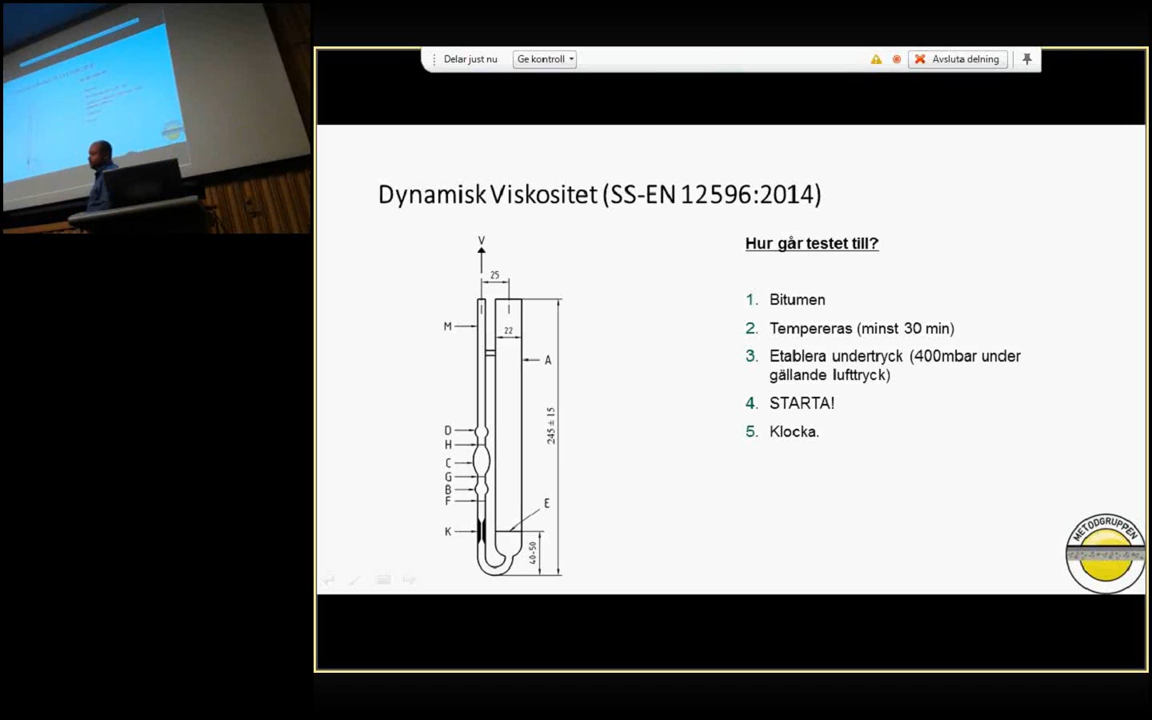 Delar just nu
Ge kontroll
Avsluta delning
Dynamisk Viskositet (SS-EN 12596:2014)
V
25
M
22
A
D
H
C
G
B
F
K
E
245 ± 15
40-50
Hur går testet till?
1. Bitumen
2. Tempereras (minst 30 min)
3. Etablera undertryck (400mbar under
gällande lufttryck)
4. STARTA!
5. Klocka.
METODGRUPPEN